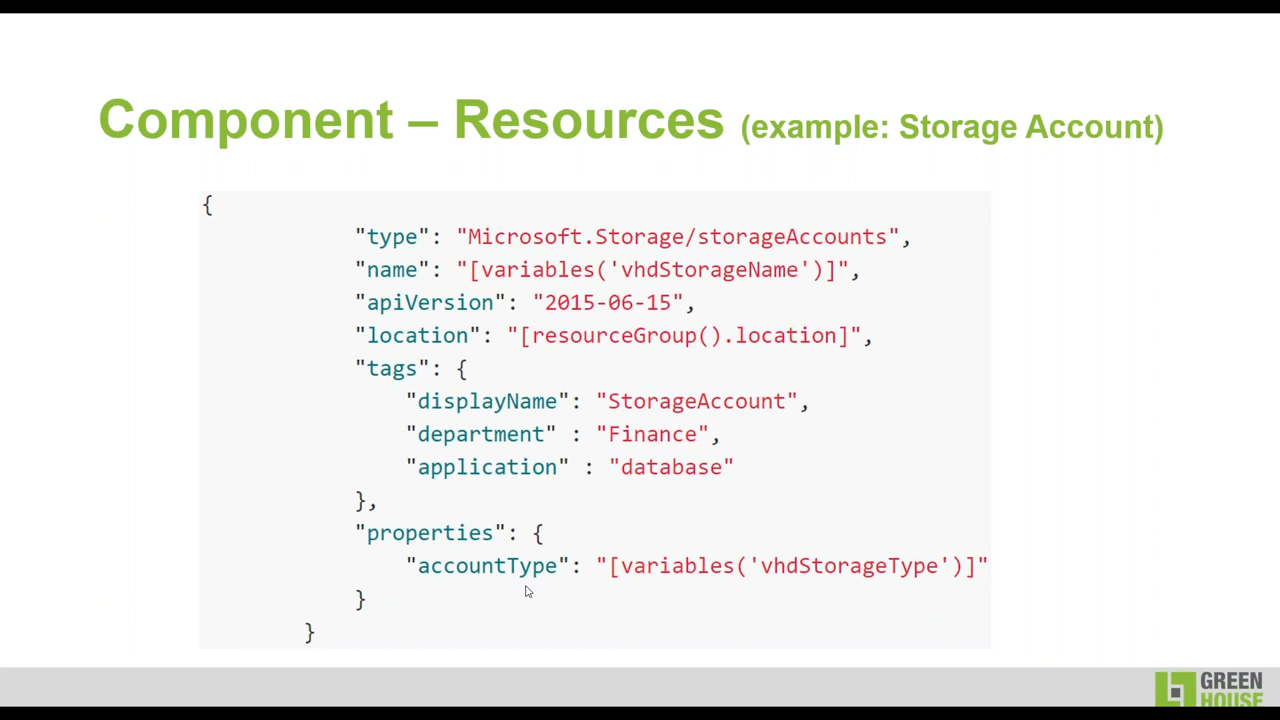 Component – Resources (example: Storage Account)
{
"type": "Microsoft.Storage/storageAccounts",
"name": "[variables('vhdStorageName')]",
"apiVersion": "2015-06-15",
"location": "[resourceGroup().location]",
"tags": {
"displayName": "StorageAccount",
"department" : "Finance",
"application" : "database"
},
"properties": {
"accountType": "[variables('vhdStorageType')]"
}
}
GREEN
HOUSE